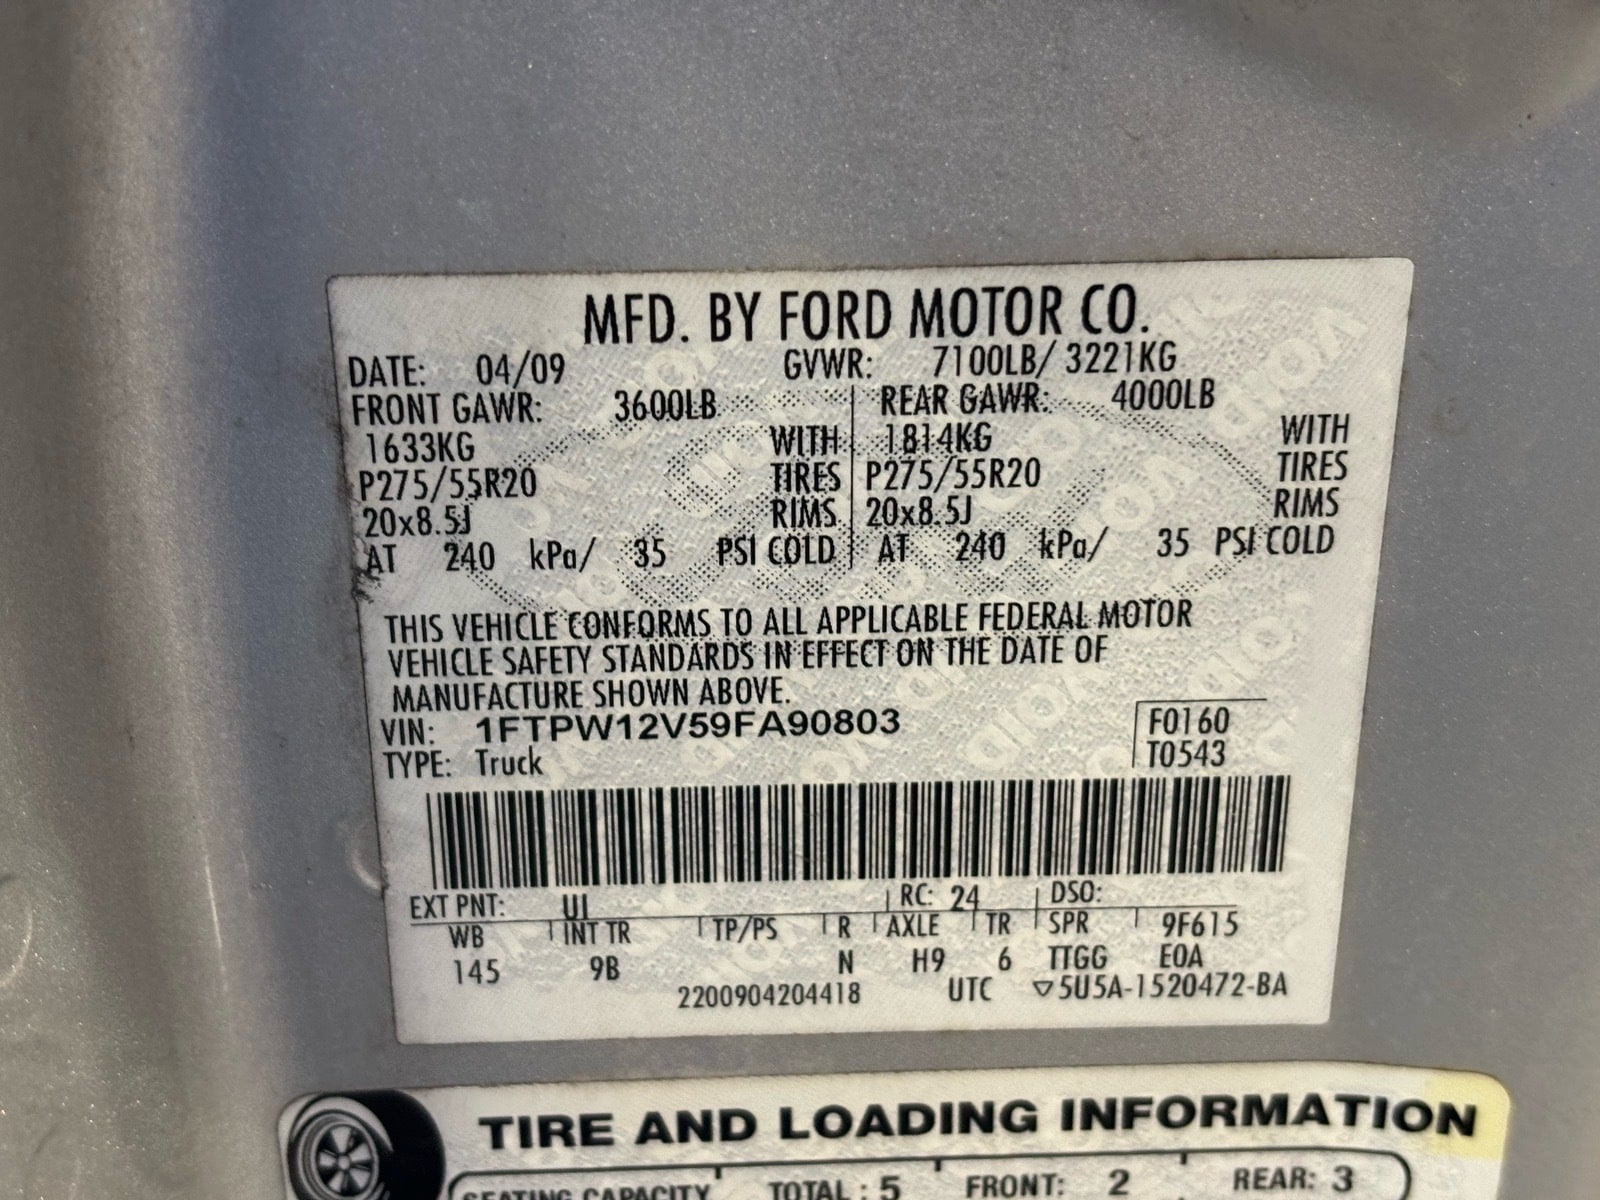 MFD. BY FORD MOTOR CO.
DATE: 04/09 GVWR: 7100LB/ 3221KG
FRONT GAWR: 3600LB REAR GAWR: 4000LB
1633KG WITH 1814KG WITH
P275/55R20 TIRES P275/55R20 TIRES
20x8.5J RIMS 20x8.5J RIMS
AT 240 kPa/ 35 PSI COLD AT 240 kPa/ 35 PSI COLD
THIS VEHICLE CONFORMS TO ALL APPLICABLE FEDERAL MOTOR
VEHICLE SAFETY STANDARDS IN EFFECT ON THE DATE OF
MANUFACTURE SHOWN ABOVE.
VIN: 1FTPW12V59FA90803 F0160
TYPE: Truck T0543
EXT PNT: UI RC: 24 DSO:
WB INT TR TP/PS R AXLE TR SPR 9F615
145 9B N H9 6 TTGG EOA
2200904204418 UTC ▽5U5A-1520472-BA
TIRE AND LOADING INFORMATION
SEATING CAPACITY TOTAL : 5 FRONT: 2 REAR: 3